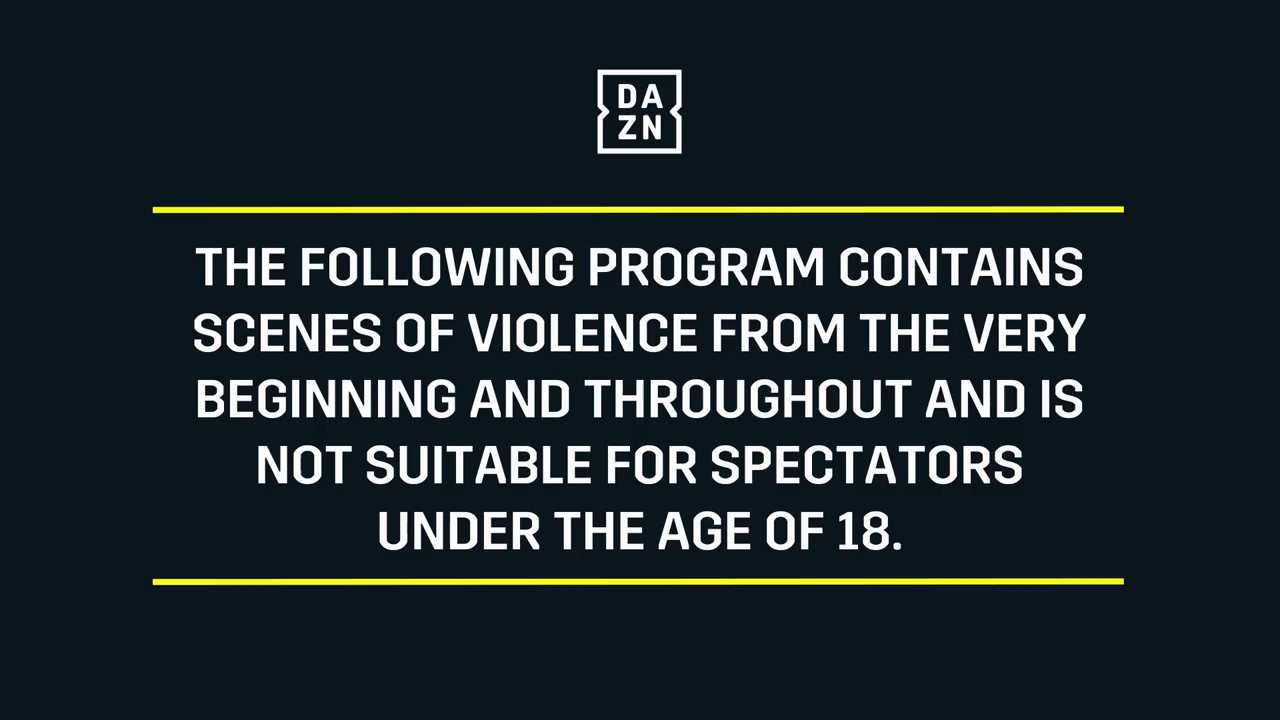 DA
ZN
THE FOLLOWING PROGRAM CONTAINS
SCENES OF VIOLENCE FROM THE VERY
BEGINNING AND THROUGHOUT AND IS
NOT SUITABLE FOR SPECTATORS
UNDER THE AGE OF 18.